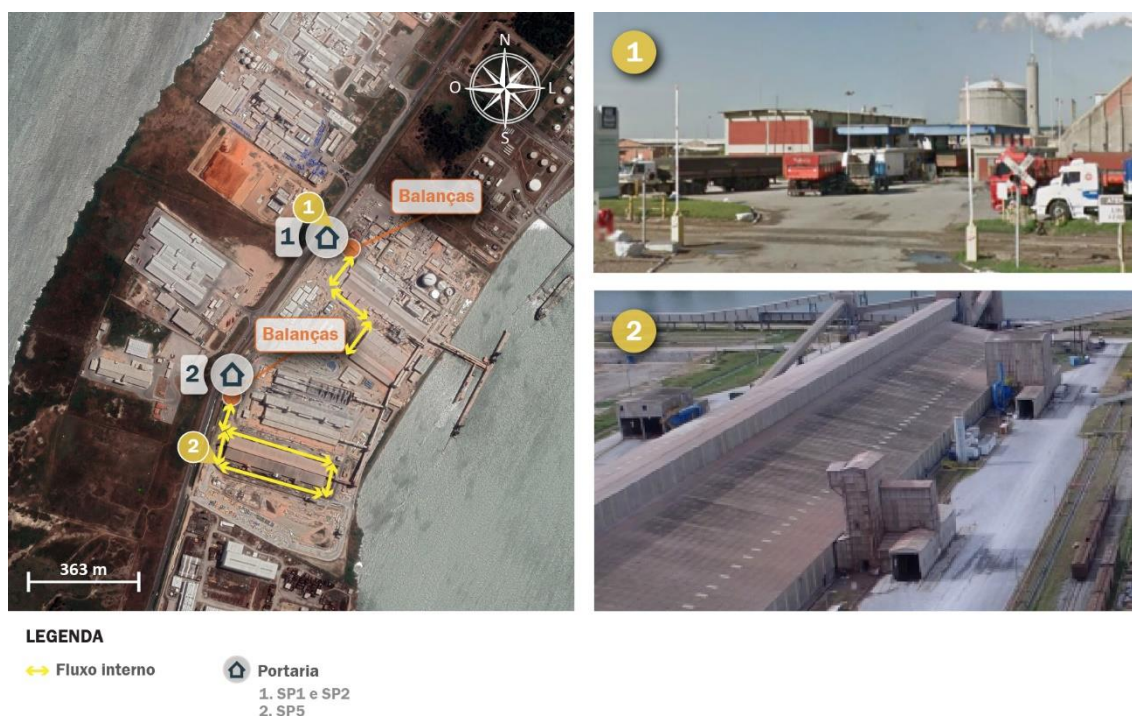 N
O
L
S
1
Balanças
1
Balanças
2
2
363 m
1
2
LEGENDA
Fluxo interno
Portaria
1. SP1 e SP2
2. SP5